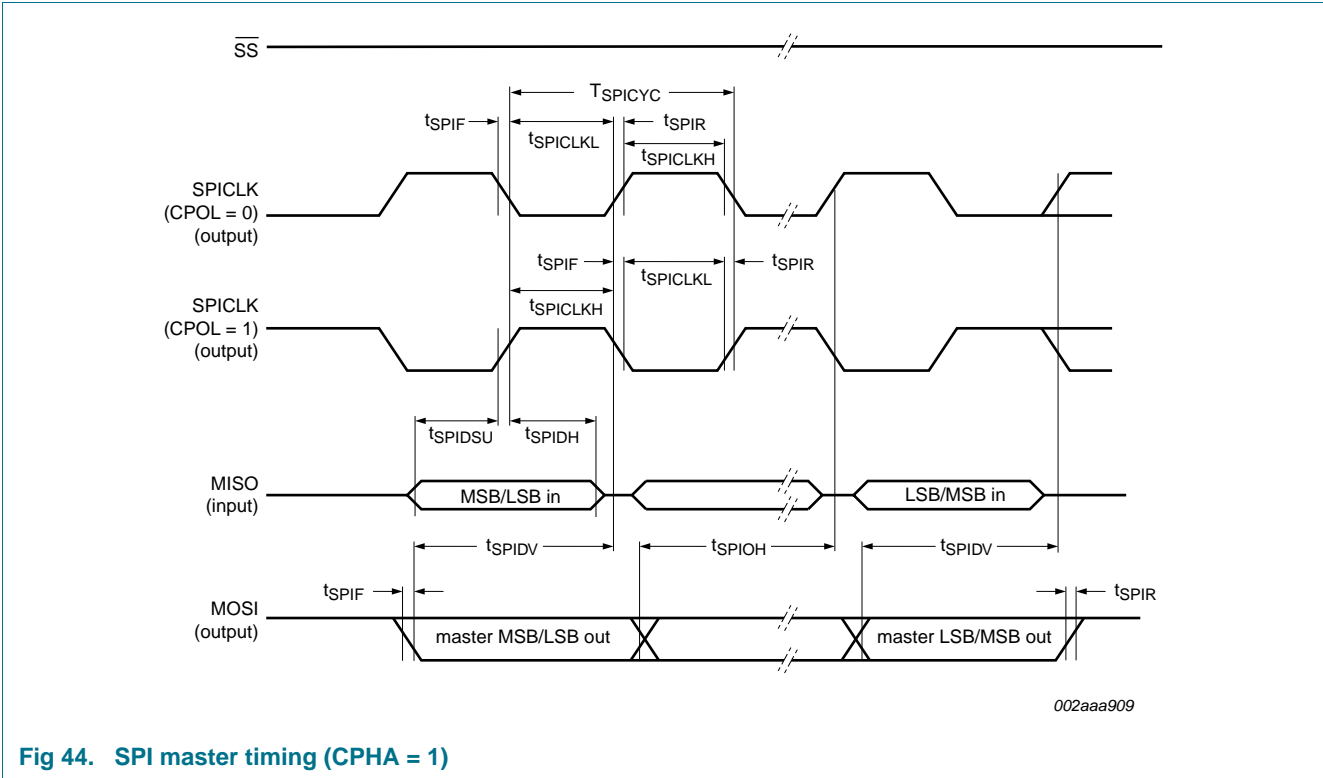 SS
TSPICYC
tSPIF
tSPIR
tSPICLKL
tSPICLKH
SPICLK
(CPOL = 0)
(output)
tSPIF
tSPICLKL
tSPIR
tSPICLKH
SPICLK
(CPOL = 1)
(output)
tSPIDSU
tSPIDH
MISO
(input)
MSB/LSB in
LSB/MSB in
tSPIDV
tSPIOH
tSPIDV
tSPIF
tSPIR
MOSI
(output)
master MSB/LSB out
master LSB/MSB out
002aaa909
Fig 44. SPI master timing (CPHA = 1)